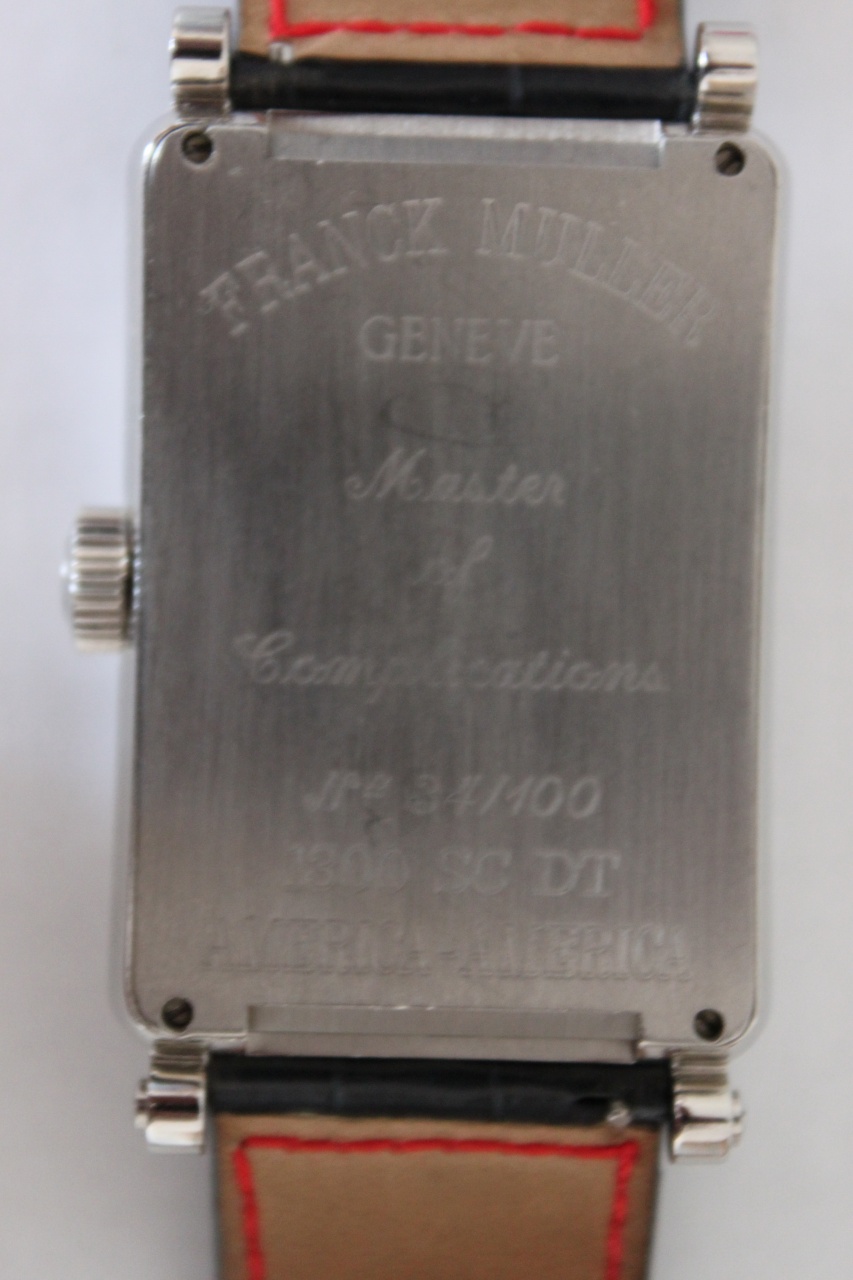 FRANCK MULLER
GENEVE
Master
of
Complications
Nº 34/100
1300 SC DT
AMERICA-AMERICA